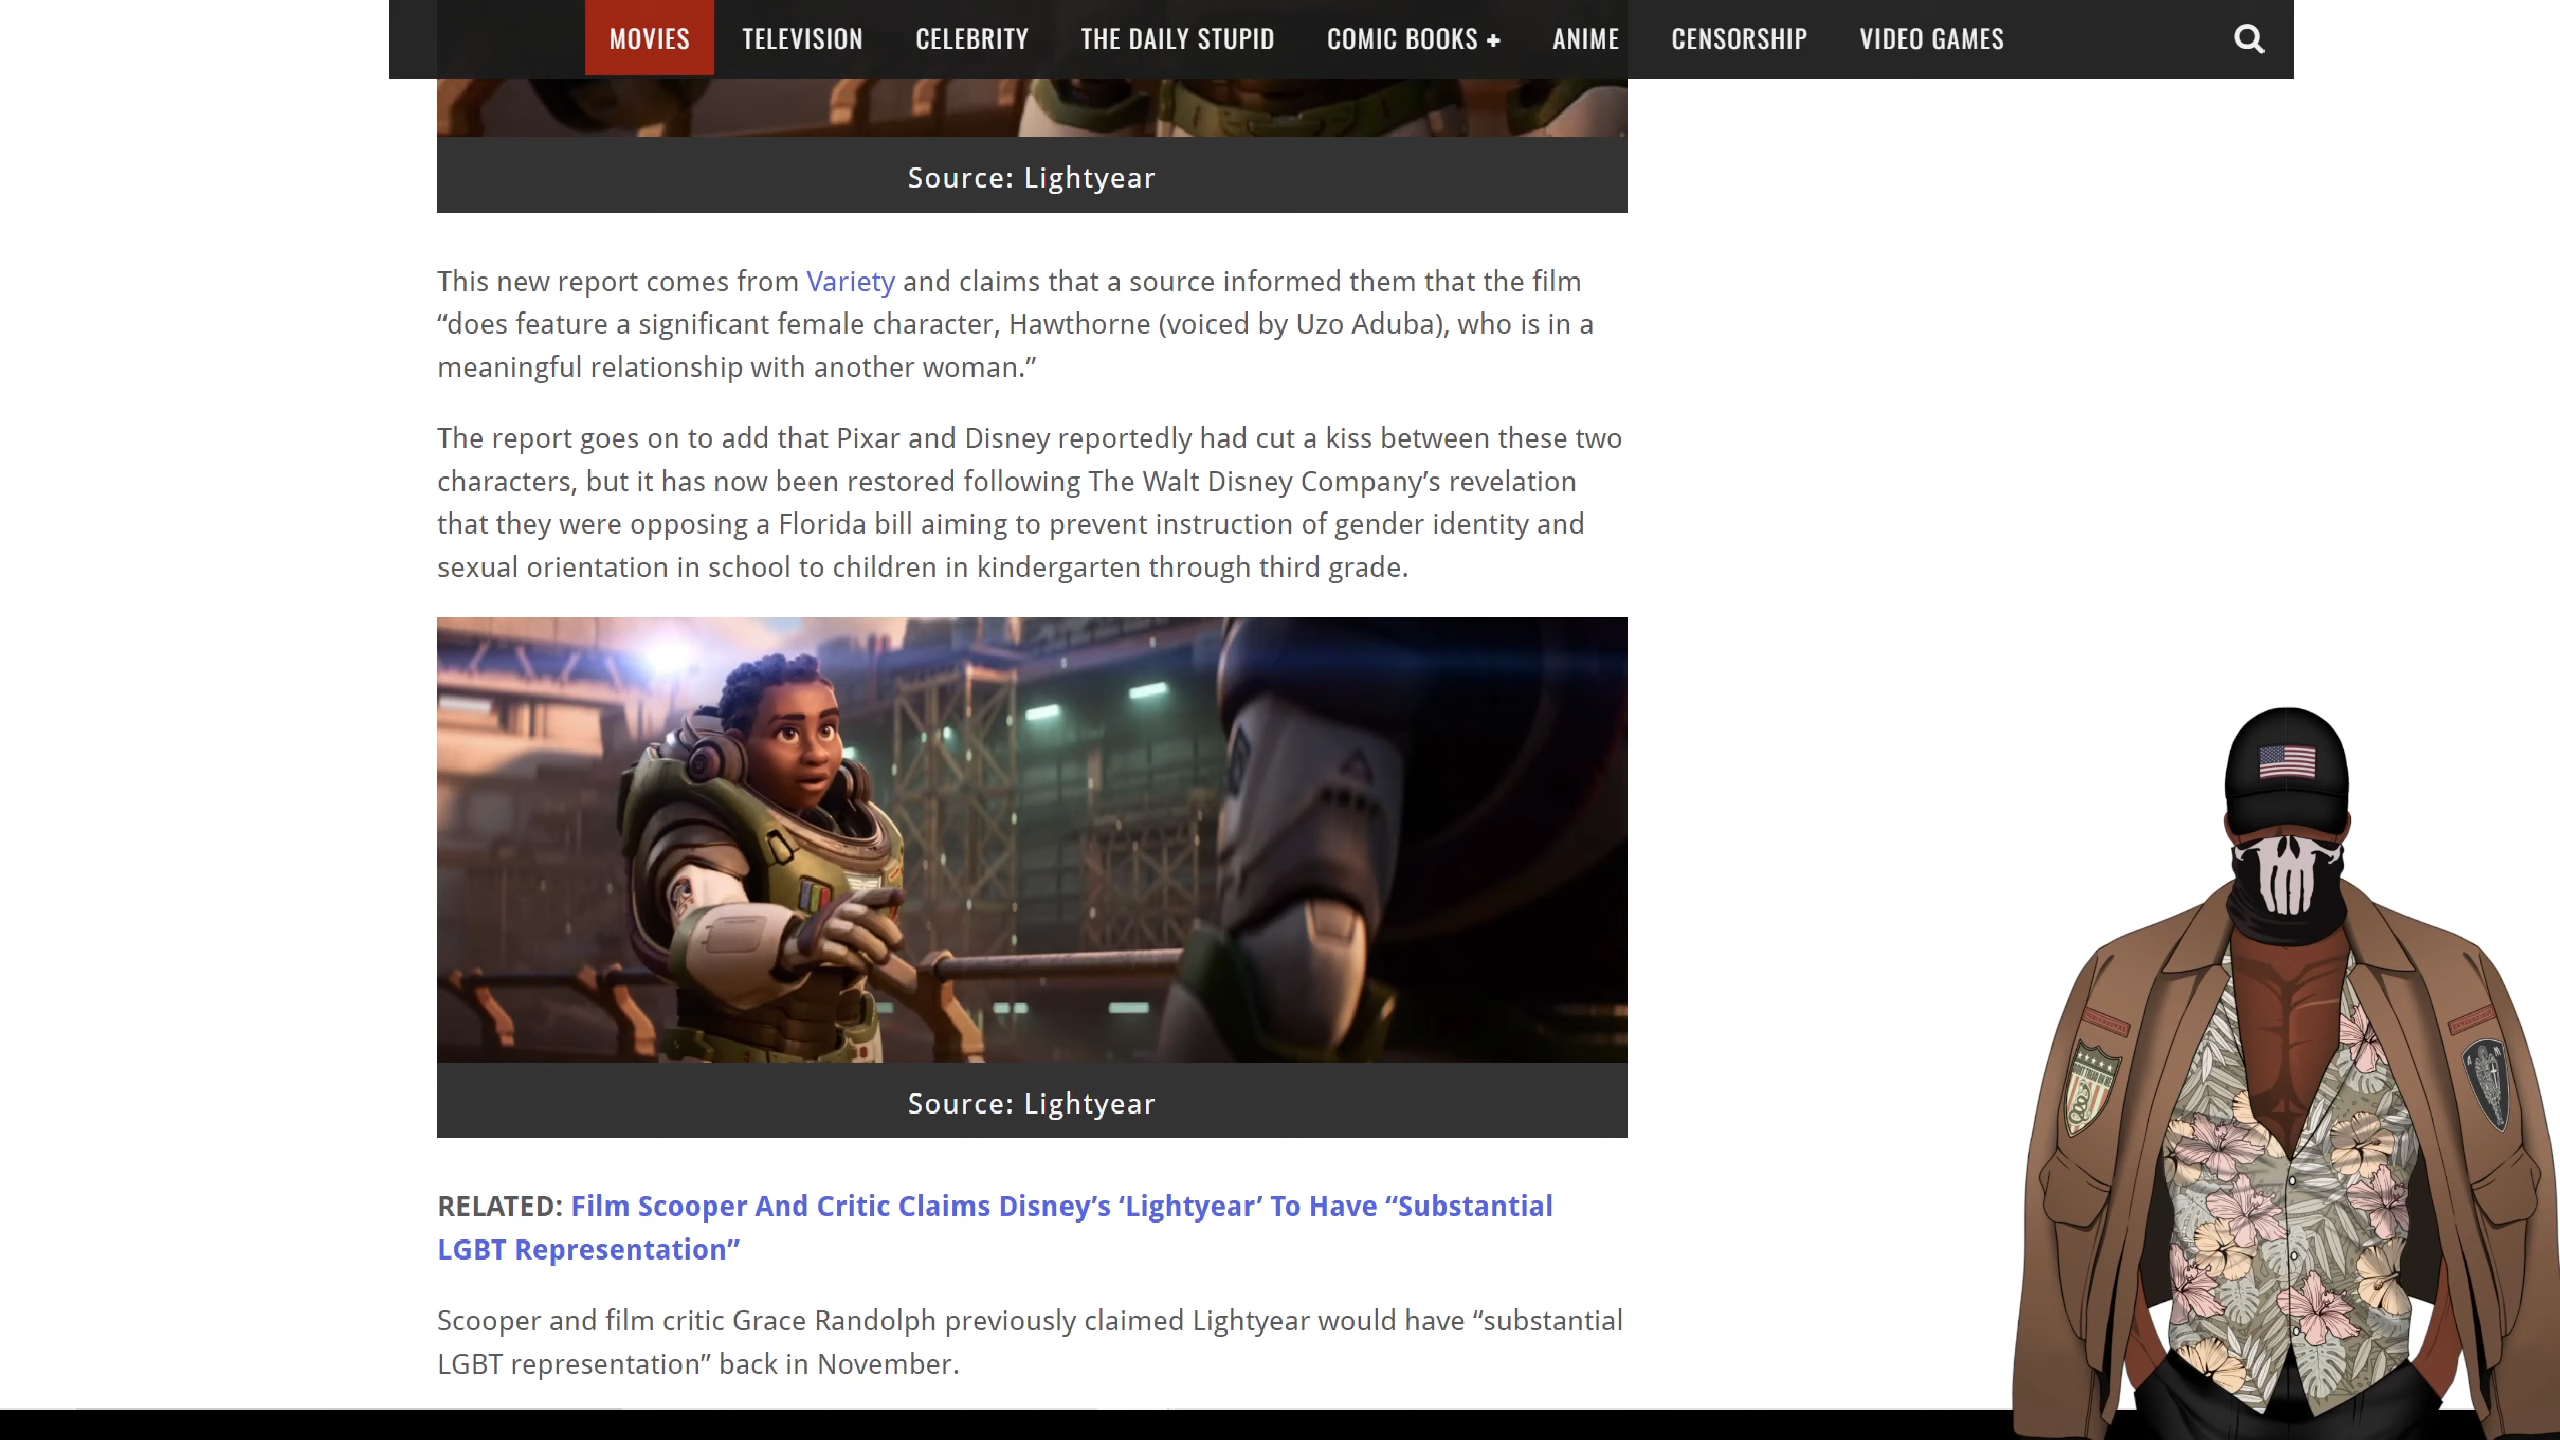 MOVIES TELEVISION CELEBRITY THE DAILY STUPID COMIC BOOKS + ANIME CENSORSHIP VIDEO GAMES
Source: Lightyear
This new report comes from Variety and claims that a source informed them that the film
“does feature a significant female character, Hawthorne (voiced by Uzo Aduba), who is in a
meaningful relationship with another woman.”
The report goes on to add that Pixar and Disney reportedly had cut a kiss between these two
characters, but it has now been restored following The Walt Disney Company’s revelation
that they were opposing a Florida bill aiming to prevent instruction of gender identity and
sexual orientation in school to children in kindergarten through third grade.
Source: Lightyear
RELATED: Film Scooper And Critic Claims Disney’s ‘Lightyear’ To Have “Substantial
LGBT Representation”
Scooper and film critic Grace Randolph previously claimed Lightyear would have “substantial
LGBT representation” back in November.